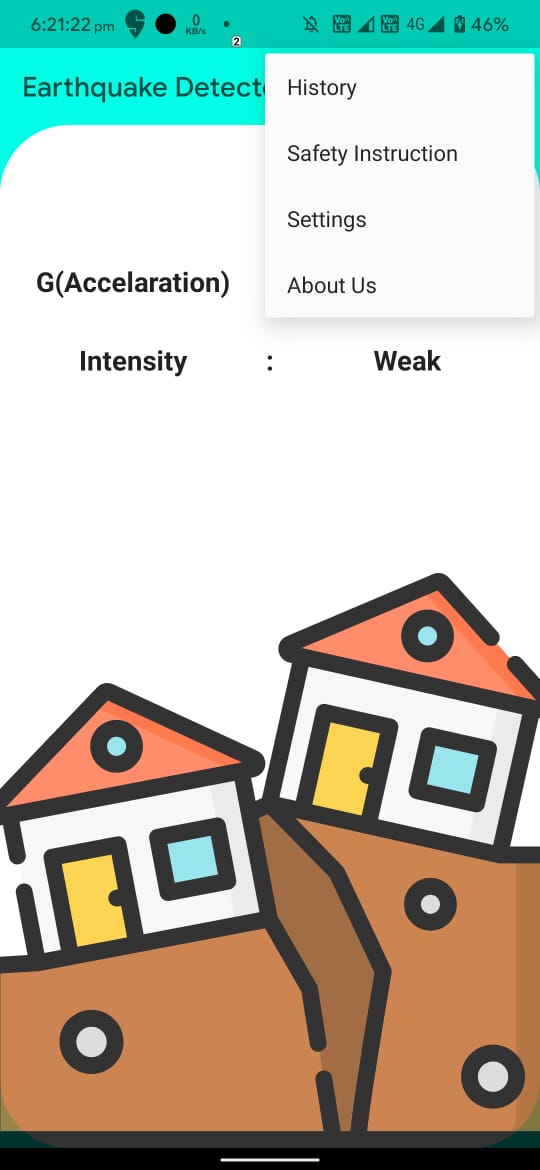 6:21:22 pm 0 KB/s 2 Vo) LTE Vo) LTE 4G 46%
Earthquake Detect
History
Safety Instruction
Settings
G(Accelaration)
About Us
Intensity : Weak